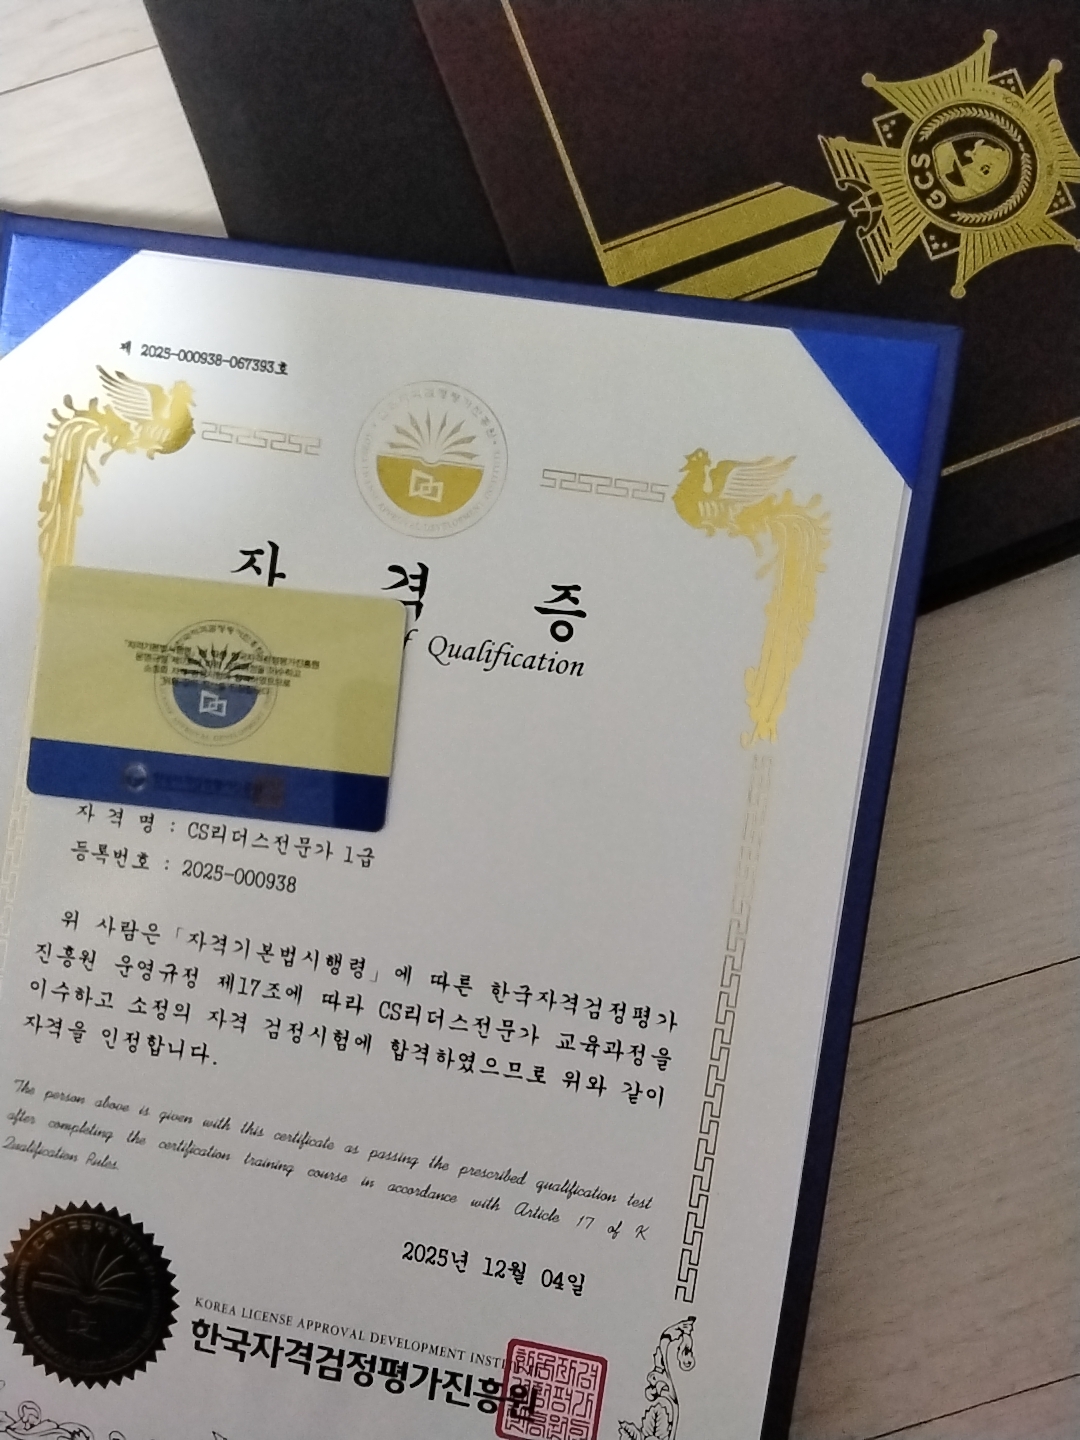 GCS
제 2025-000938-067393호
자 격 증
Qualification
자 격 명 : CS리더스전문가 1급
등록번호 : 2025-000938
위 사람은 「자격기본법시행령」에 따른 한국자격검정평가
진흥원 운영규정 제17조에 따라 CS리더스전문가 교육과정을
이수하고 소정의 자격 검정시험에 합격하였으므로 위와 같이
자격을 인정합니다.
The person above is given with this certificate as passing the prescribed qualification test
after completing the certification training course in accordance with Article 17 of K
Qualification Rules.
2025년 12월 04일
KOREA LICENSE APPROVAL DEVELOPMENT
한국자격검정평가진흥원